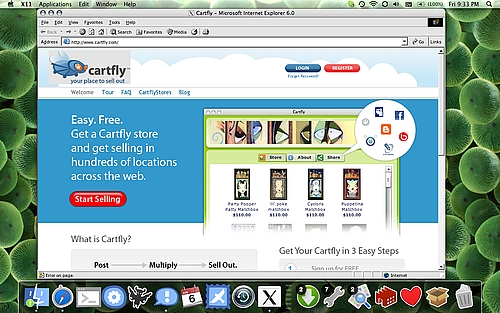 X11 Applications Edit Window Help
(100%) Fri 9:33 PM
Cartfly - Microsoft Internet Explorer 6.0
File Edit View Favorites Tools Help
Back Search Favorites Media
Address http://www.cartfly.com/ Go Links
cartfly
your place to sell out
LOGIN REGISTER
Forget Password?
Welcome Tour FAQ CartflyStores Blog
Easy. Free.
Get a Cartfly store
and get selling in
hundreds of locations
across the web.
Start Selling
Cartfly
Store About Share
Party Pooper Patty Matchbox $110.00
lil' poke matchbox $110.00
Cyclops Matchbox $110.00
Puppetina Matchbox $110.00
What is Cartfly?
Post Multiply Sell Out.
Get Your Cartfly in 3 Easy Steps
1 Sign up for FREE
Error on page. Internet
6
X
2
7
2